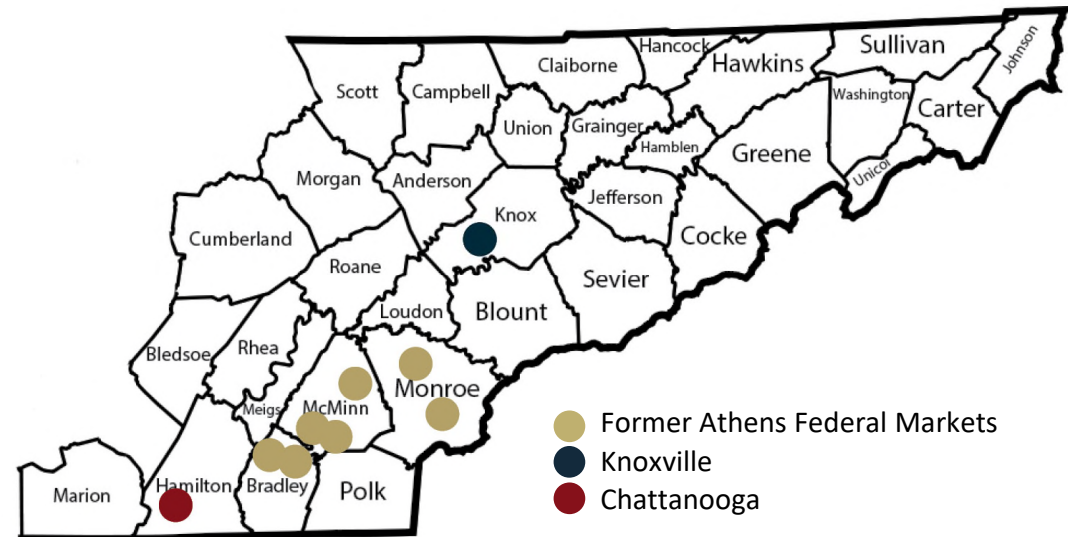 Johnson
Sullivan
Hancock
Hawkins
Claiborne
Scott
Campbell
Washington
Carter
Union
Grainger
Hamblen
Greene
Unicoi
Morgan
Anderson
Jefferson
Knox
Cocke
Cumberland
Roane
Sevier
Loudon
Blount
Rhea
Bledsoe
Monroe
Meigs
McMinn
Former Athens Federal Markets
Knoxville
Chattanooga
Marion
Hamilton
Bradley
Polk